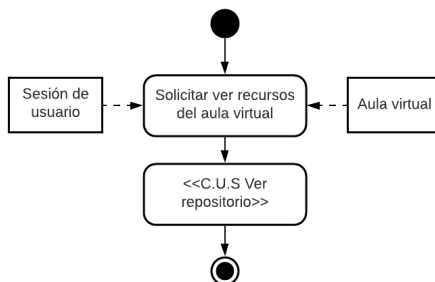 Sesión de
usuario
Solicitar ver recursos
del aula virtual
Aula virtual
<<C.U.S Ver
repositorio>>